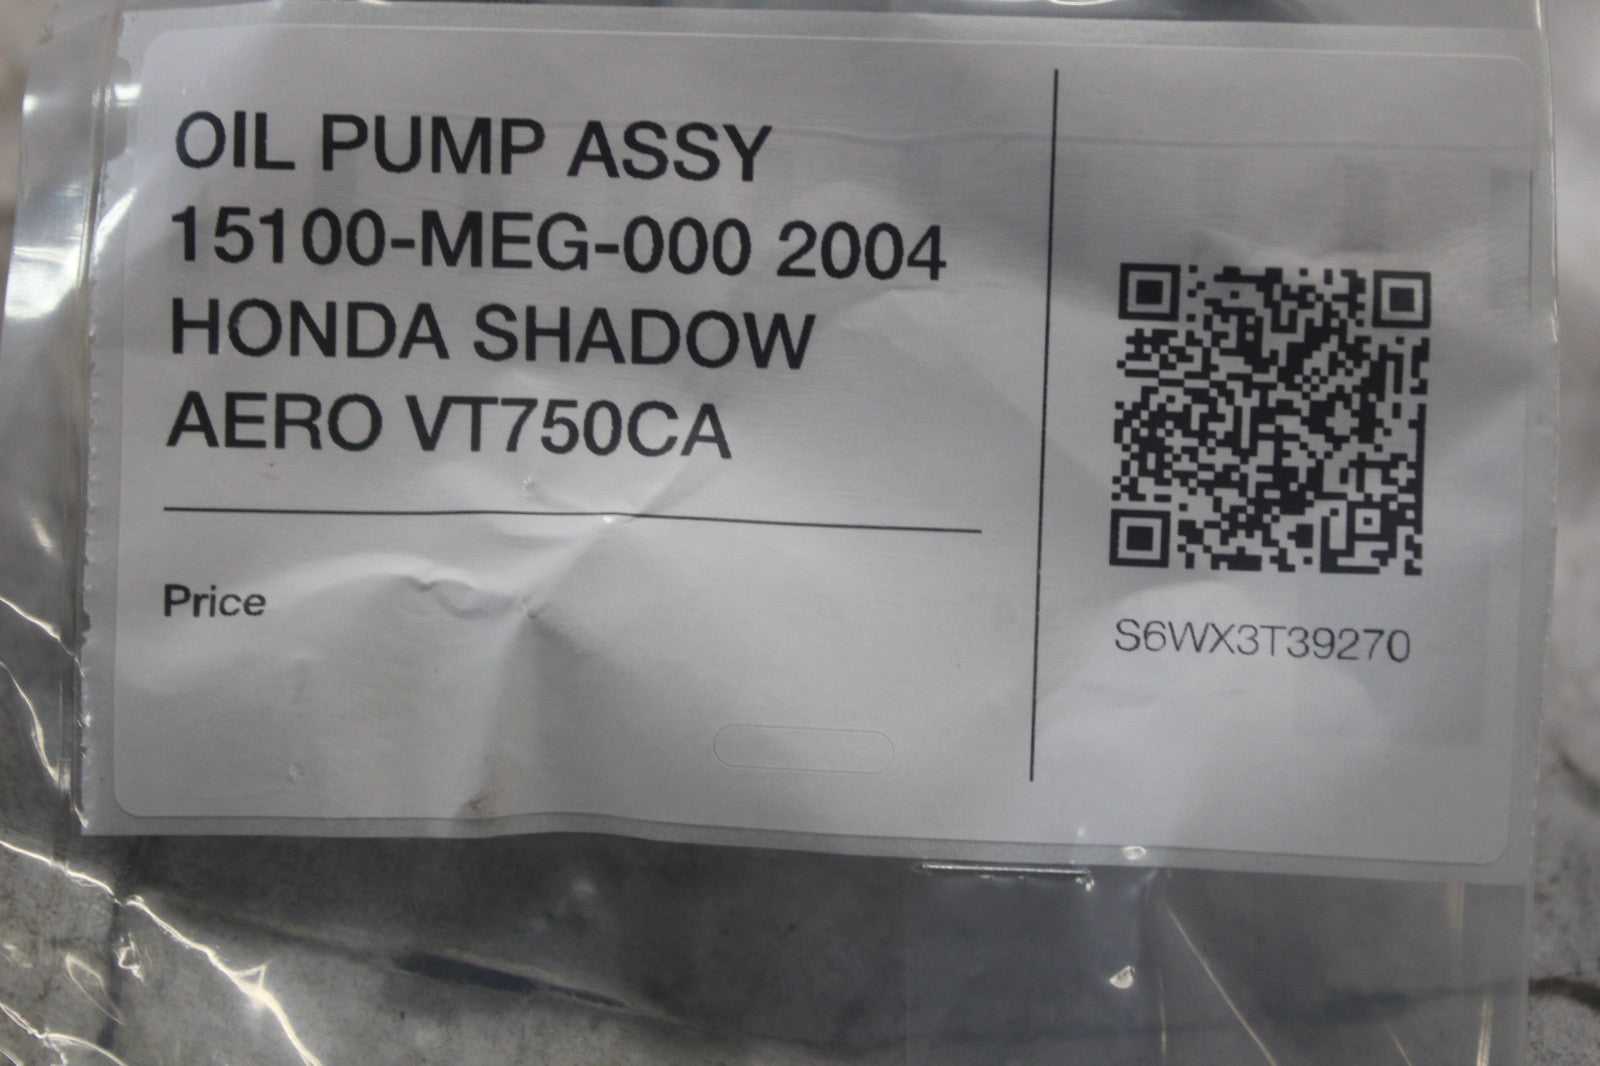 OIL PUMP ASSY
15100-MEG-000 2004
HONDA SHADOW
AERO VT750CA
Price
S6WX3T39270